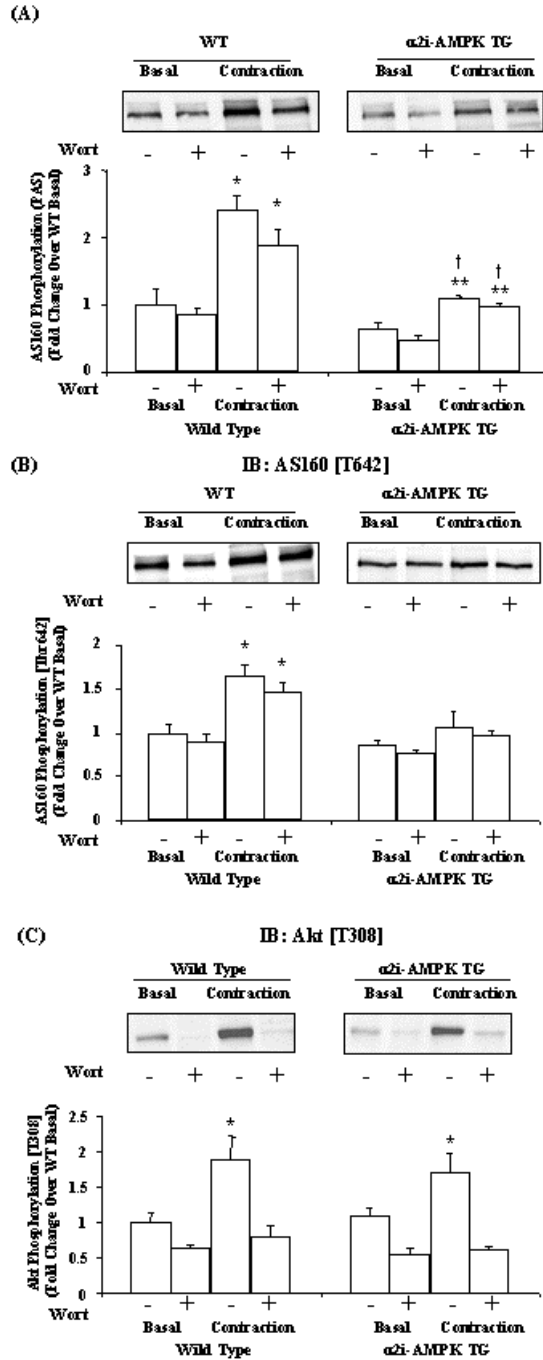 (A)
WT α2i-AMPK TG
Basal Contraction Basal Contraction
Wort - + - + - + - +
AS160 Phosphorylation (PAS)
(Fold Change Over WT Basal)
3
2
1
0
* * † ** † **
Wort - + - + - + - +
Basal Contraction Basal Contraction
Wild Type α2i-AMPK TG
(B) IB: AS160 [T642]
WT α2i-AMPK TG
Basal Contraction Basal Contraction
Wort - + - + - + - +
AS160 Phosphorylation [Thr642]
(Fold Change Over WT Basal)
2
1.5
1
0.5
0
* *
Wort - + - + - + - +
Basal Contraction Basal Contraction
Wild Type α2i-AMPK TG
(C) IB: Akt [T308]
Wild Type α2i-AMPK TG
Basal Contraction Basal Contraction
Wort - + - + - + - +
Akt Phosphorylation [T308]
(Fold Change Over WT Basal)
2.5
2
1.5
1
0.5
0
* *
Wort - + - + - + - +
Basal Contraction Basal Contraction
Wild Type α2i-AMPK TG